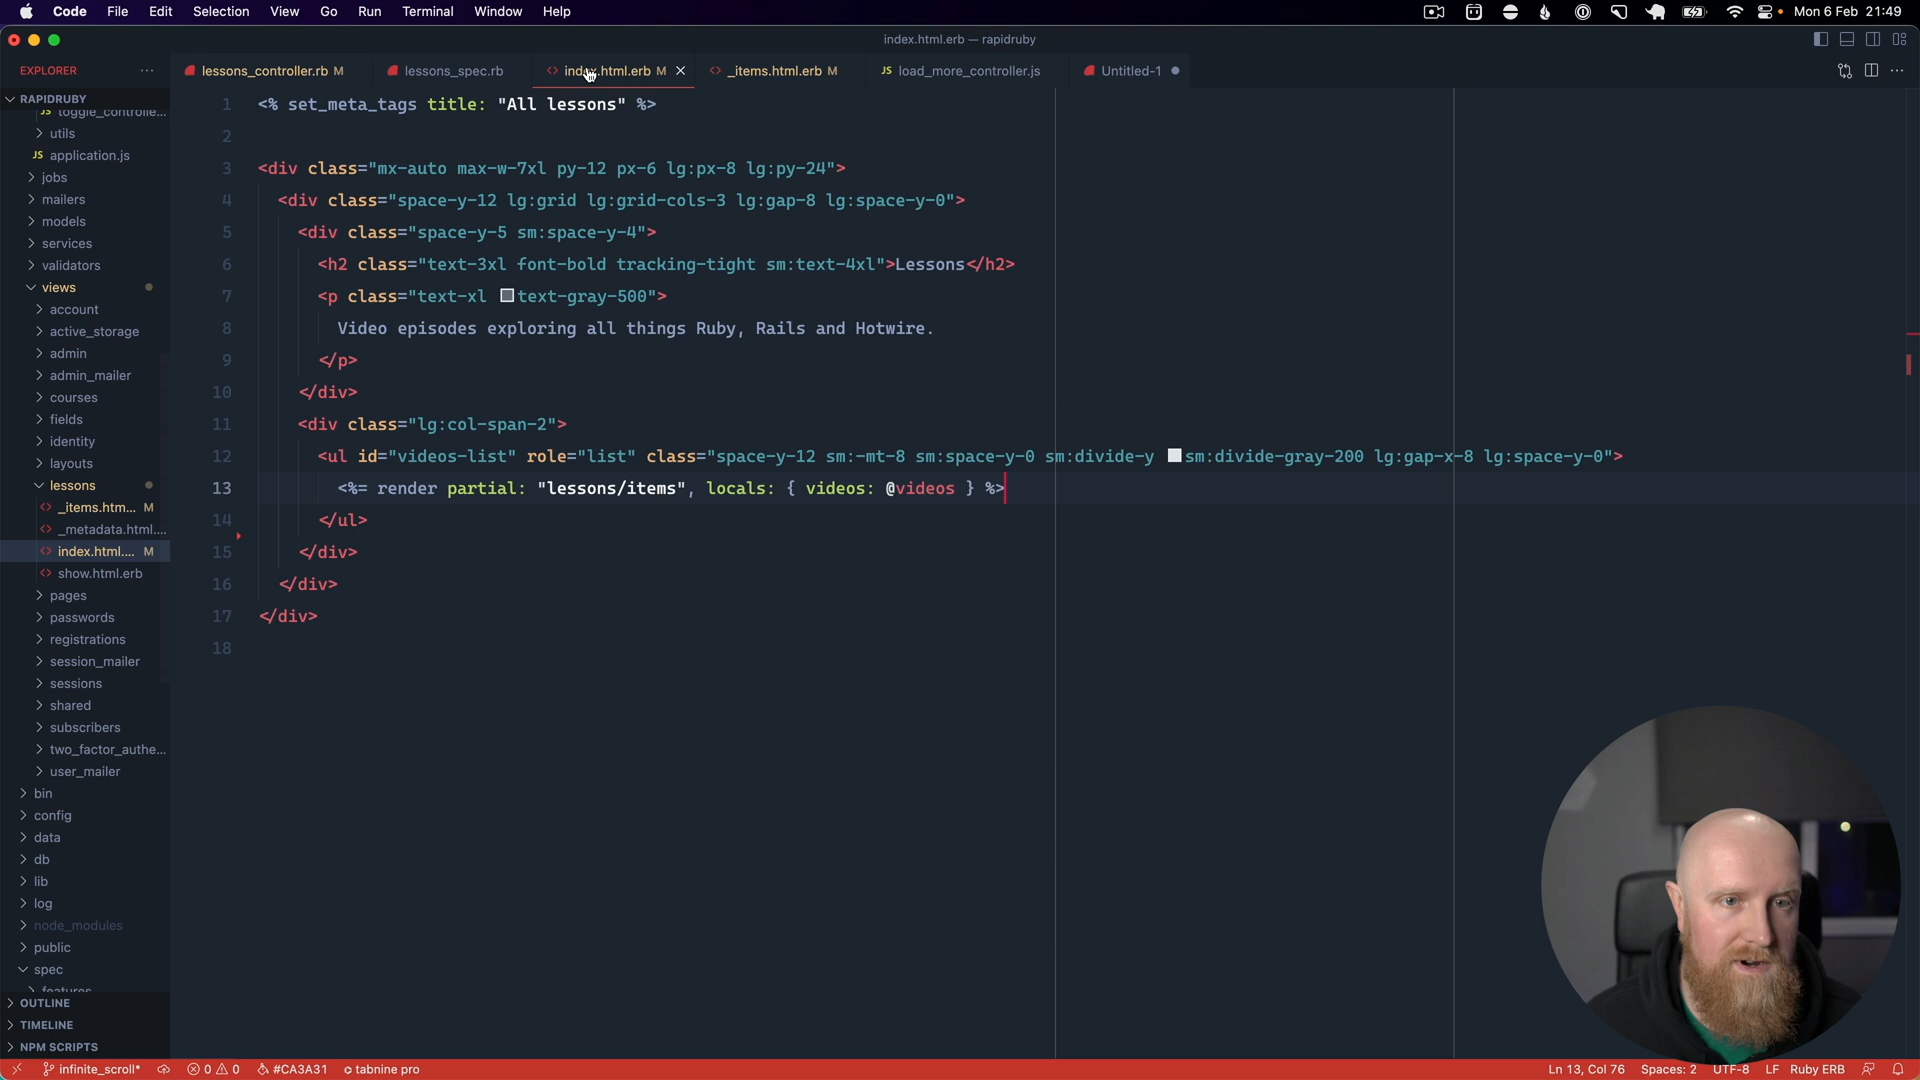 Code File Edit Selection View Go Run Terminal Window Help
Mon 6 Feb 21:49
index.html.erb — rapidruby
EXPLORER
lessons_controller.rb M
lessons_spec.rb
index.html.erb M
_items.html.erb M
JS load_more_controller.js
Untitled-1
RAPIDRUBY
JS toggle_controlle...
utils
JS application.js
jobs
mailers
models
services
validators
views
account
active_storage
admin
admin_mailer
courses
fields
identity
layouts
lessons
_items.htm... M
_metadata.html....
index.html.... M
show.html.erb
pages
passwords
registrations
session_mailer
sessions
shared
subscribers
two_factor_authe...
user_mailer
bin
config
data
db
lib
log
node_modules
public
spec
features
OUTLINE
TIMELINE
NPM SCRIPTS
1 <% set_meta_tags title: "All lessons" %>
2
3 <div class="mx-auto max-w-7xl py-12 px-6 lg:px-8 lg:py-24">
4 <div class="space-y-12 lg:grid lg:grid-cols-3 lg:gap-8 lg:space-y-0">
5 <div class="space-y-5 sm:space-y-4">
6 <h2 class="text-3xl font-bold tracking-tight sm:text-4xl">Lessons</h2>
7 <p class="text-xl text-gray-500">
8 Video episodes exploring all things Ruby, Rails and Hotwire.
9 </p>
10 </div>
11 <div class="lg:col-span-2">
12 <ul id="videos-list" role="list" class="space-y-12 sm:-mt-8 sm:space-y-0 sm:divide-y sm:divide-gray-200 lg:gap-x-8 lg:space-y-0">
13 <%= render partial: "lessons/items", locals: { videos: @videos } %>
14 </ul>
15 </div>
16 </div>
17 </div>
18
infinite_scroll* 0 0 #CA3A31 tabnine pro
Ln 13, Col 76 Spaces: 2 UTF-8 LF Ruby ERB